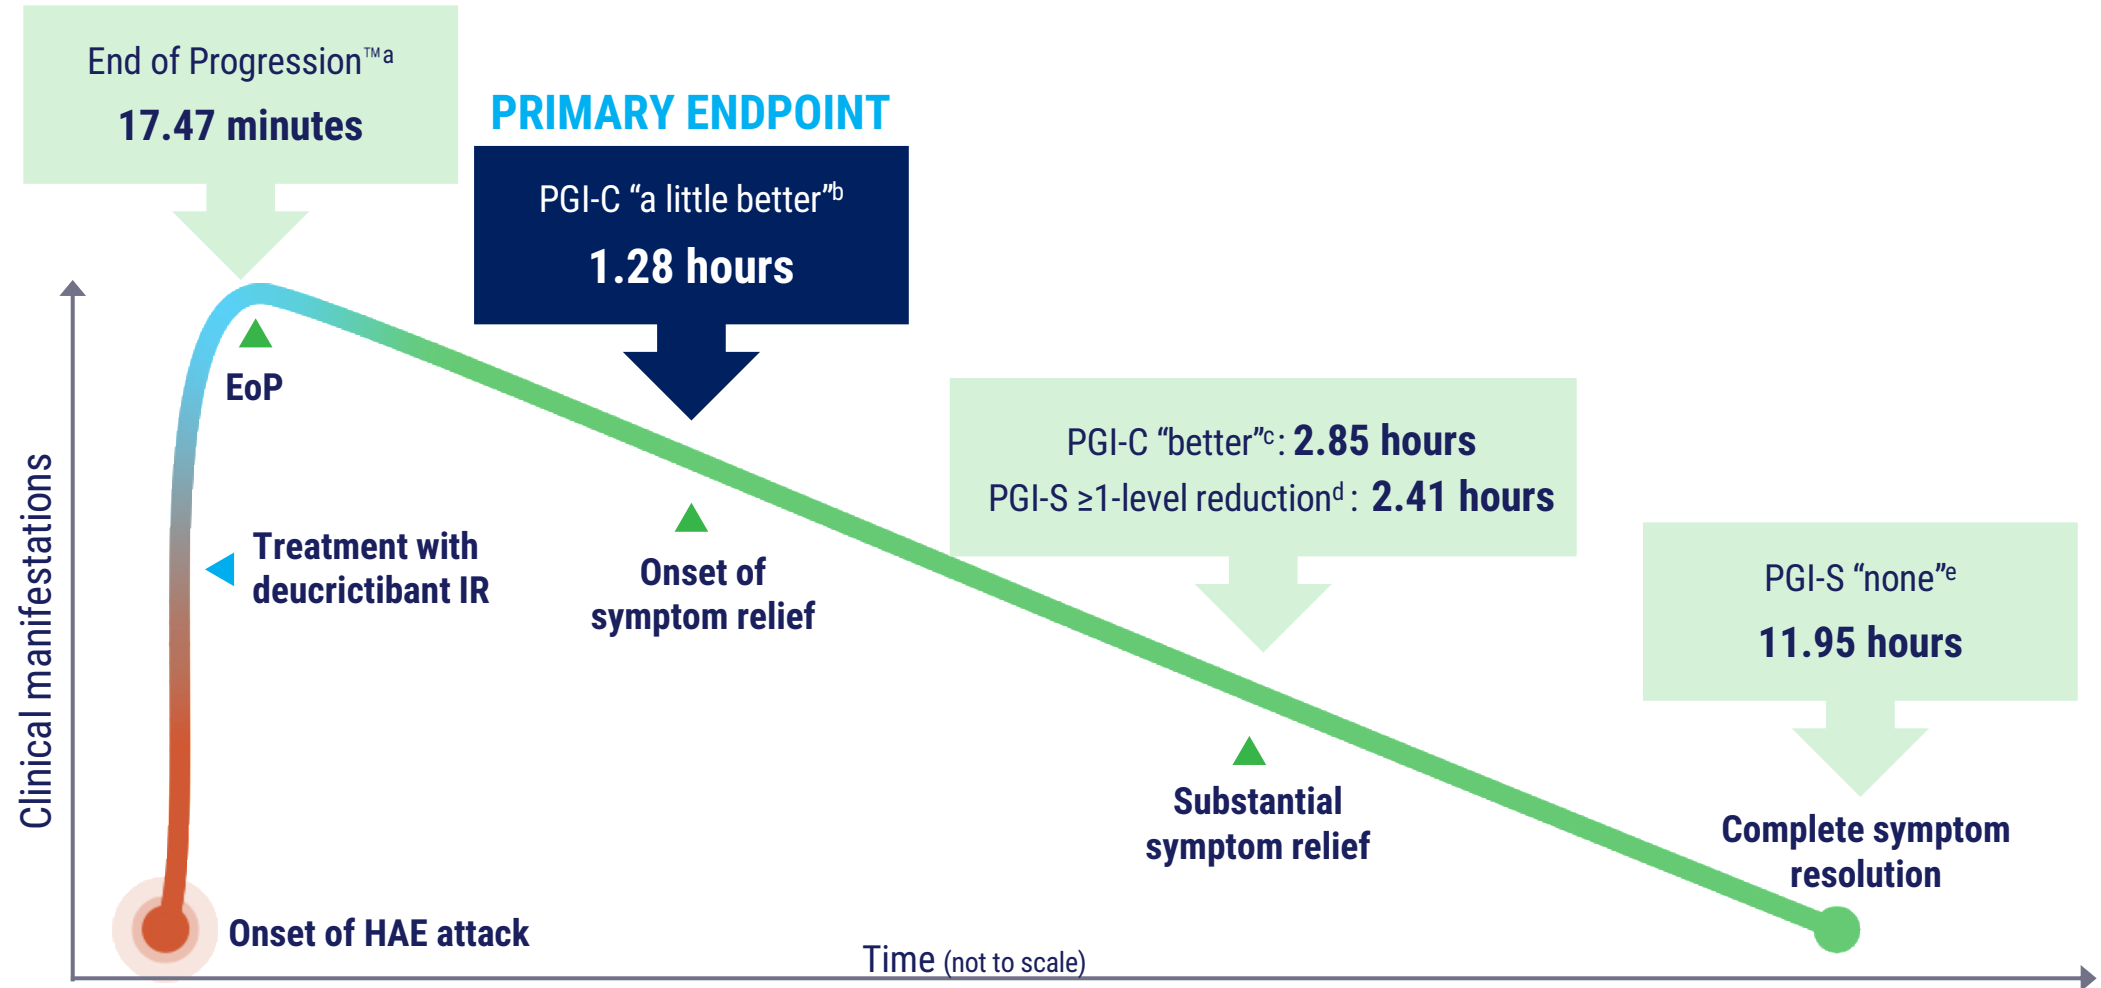 End of Progression™ᵃ
17.47 minutes
PRIMARY ENDPOINT
PGI-C “a little better”ᵇ
1.28 hours
EoP
PGI-C “better”ᶜ: 2.85 hours
PGI-S ≥1-level reductionᵈ: 2.41 hours
PGI-S “none”ᵉ
11.95 hours
Treatment with
deucrictibant IR
Onset of
symptom relief
Substantial
symptom relief
Complete symptom
resolution
Onset of HAE attack
Clinical manifestations
Time (not to scale)